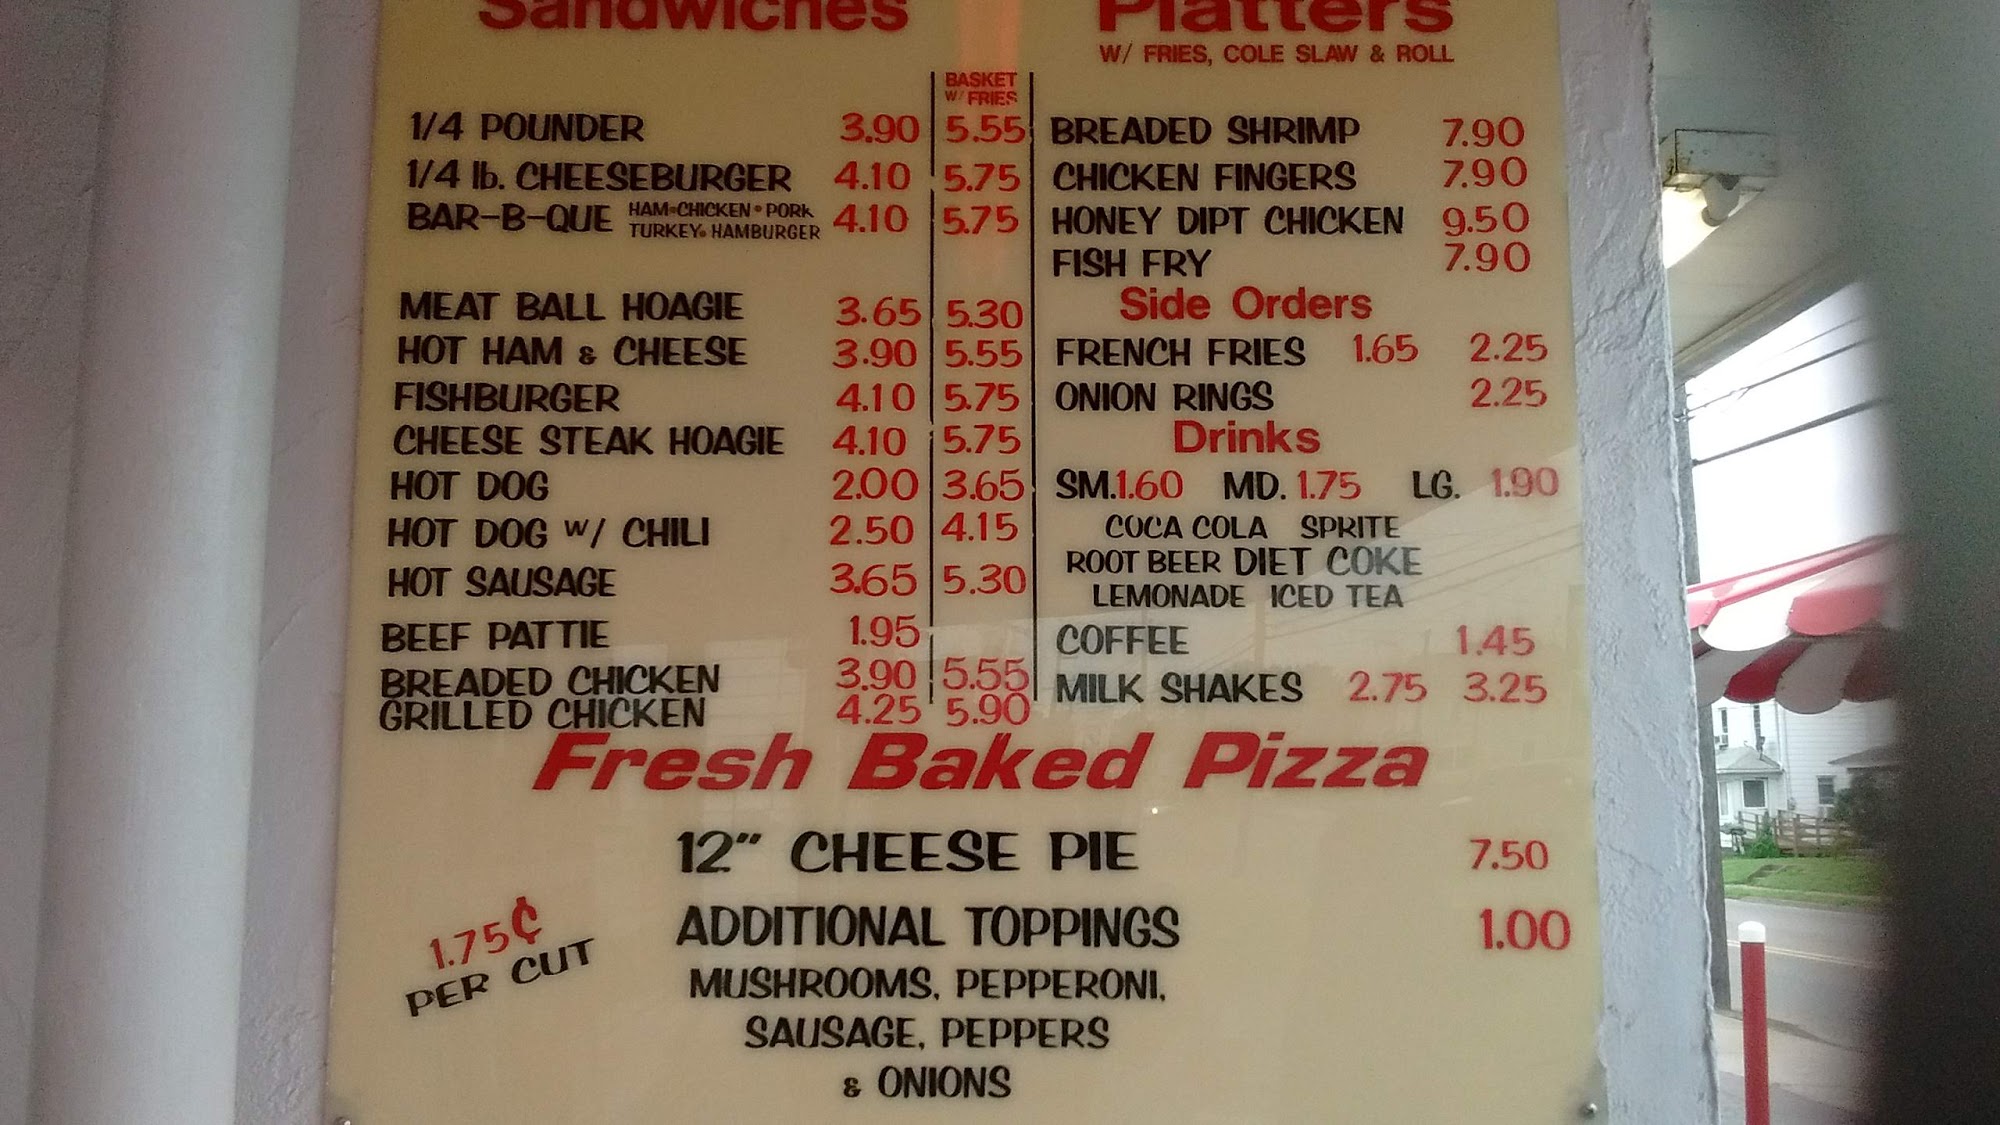 Sandwiches
BASKET
W/ FRIES
1/4 POUNDER 3.90 5.55
1/4 lb. CHEESEBURGER 4.10 5.75
BAR-B-QUE HAM•CHICKEN•PORK 4.10 5.75
TURKEY•HAMBURGER
MEAT BALL HOAGIE 3.65 5.30
HOT HAM & CHEESE 3.90 5.55
FISHBURGER 4.10 5.75
CHEESE STEAK HOAGIE 4.10 5.75
HOT DOG 2.00 3.65
HOT DOG W/ CHILI 2.50 4.15
HOT SAUSAGE 3.65 5.30
BEEF PATTIE 1.95
BREADED CHICKEN 3.90 5.55
GRILLED CHICKEN 4.25 5.90
Platters
W/ FRIES, COLE SLAW & ROLL
BREADED SHRIMP 7.90
CHICKEN FINGERS 7.90
HONEY DIPT CHICKEN 9.50
FISH FRY 7.90
Side Orders
FRENCH FRIES 1.65 2.25
ONION RINGS 2.25
Drinks
SM.1.60 MD. 1.75 LG. 1.90
COCA COLA SPRITE
ROOT BEER DIET COKE
LEMONADE ICED TEA
COFFEE 1.45
MILK SHAKES 2.75 3.25
Fresh Baked Pizza
12" CHEESE PIE 7.50
1.75¢
PER CUT
ADDITIONAL TOPPINGS 1.00
MUSHROOMS, PEPPERONI,
SAUSAGE, PEPPERS
& ONIONS